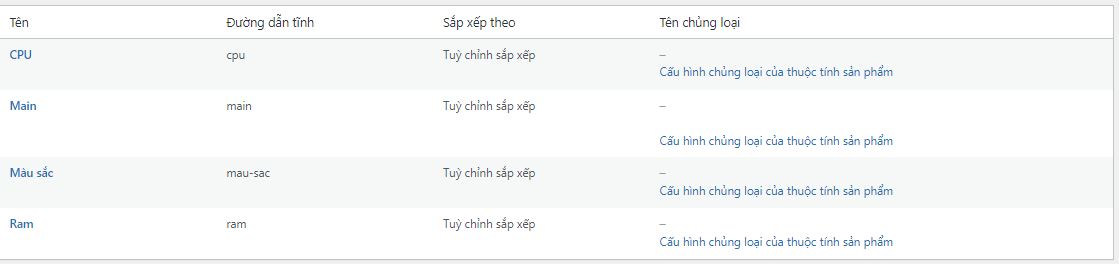 Tên Đường dẫn tĩnh Sắp xếp theo Tên chủng loại
CPU cpu Tuỳ chỉnh sắp xếp –
Cấu hình chủng loại của thuộc tính sản phẩm
Main main Tuỳ chỉnh sắp xếp –
Cấu hình chủng loại của thuộc tính sản phẩm
Màu sắc mau-sac Tuỳ chỉnh sắp xếp –
Cấu hình chủng loại của thuộc tính sản phẩm
Ram ram Tuỳ chỉnh sắp xếp –
Cấu hình chủng loại của thuộc tính sản phẩm